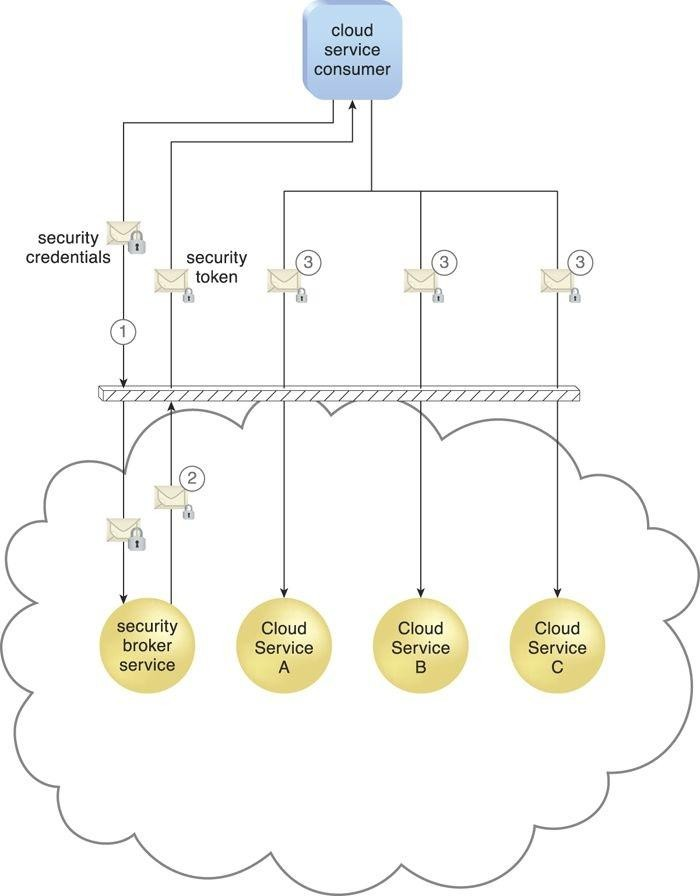 cloud
service
consumer
security
credentials
security
token
3
3
3
1
2
security
broker
service
Cloud
Service
A
Cloud
Service
B
Cloud
Service
C